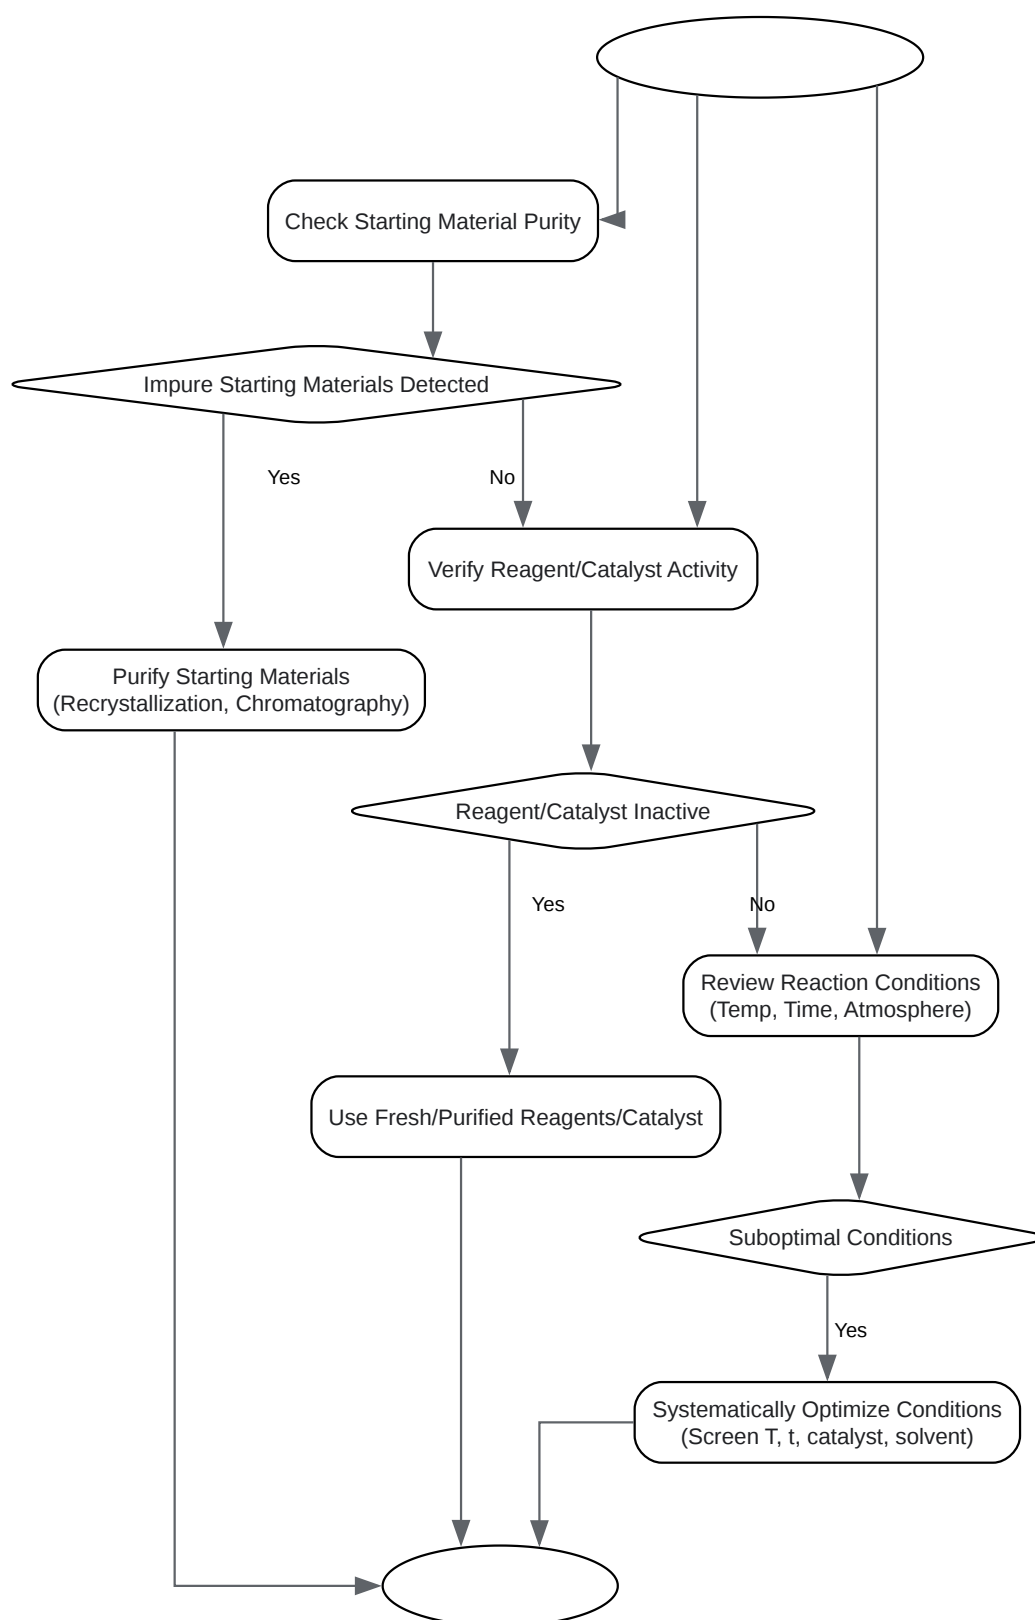 Check Starting Material Purity
Impure Starting Materials Detected
Yes
No
Verify Reagent/Catalyst Activity
Purify Starting Materials
(Recrystallization, Chromatography)
Reagent/Catalyst Inactive
Yes
No
Review Reaction Conditions
(Temp, Time, Atmosphere)
Use Fresh/Purified Reagents/Catalyst
Suboptimal Conditions
Yes
Systematically Optimize Conditions
(Screen T, t, catalyst, solvent)